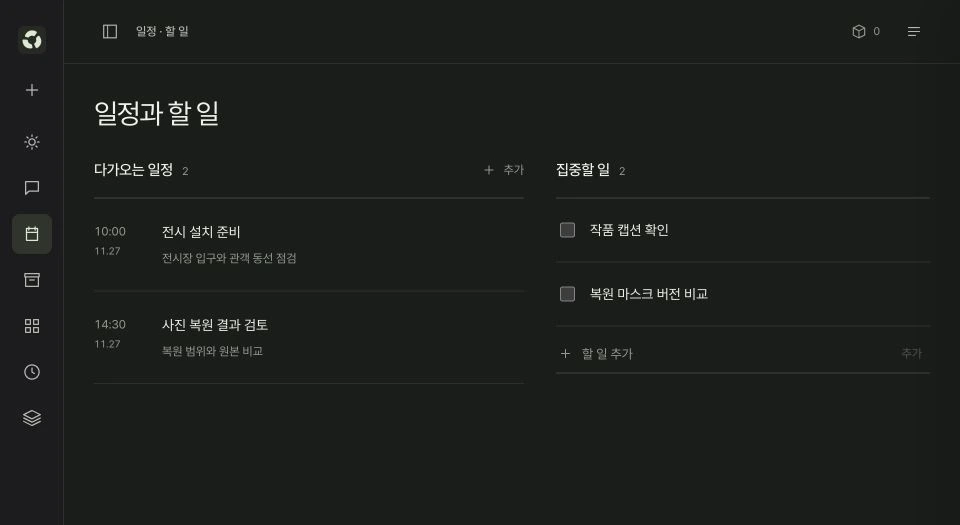 일정 · 할 일
0
일정과 할 일
다가오는 일정 2
추가
10:00
11.27
전시 설치 준비
전시장 입구와 관객 동선 점검
14:30
11.27
사진 복원 결과 검토
복원 범위와 원본 비교
집중할 일 2
작품 캡션 확인
복원 마스크 버전 비교
할 일 추가
추가